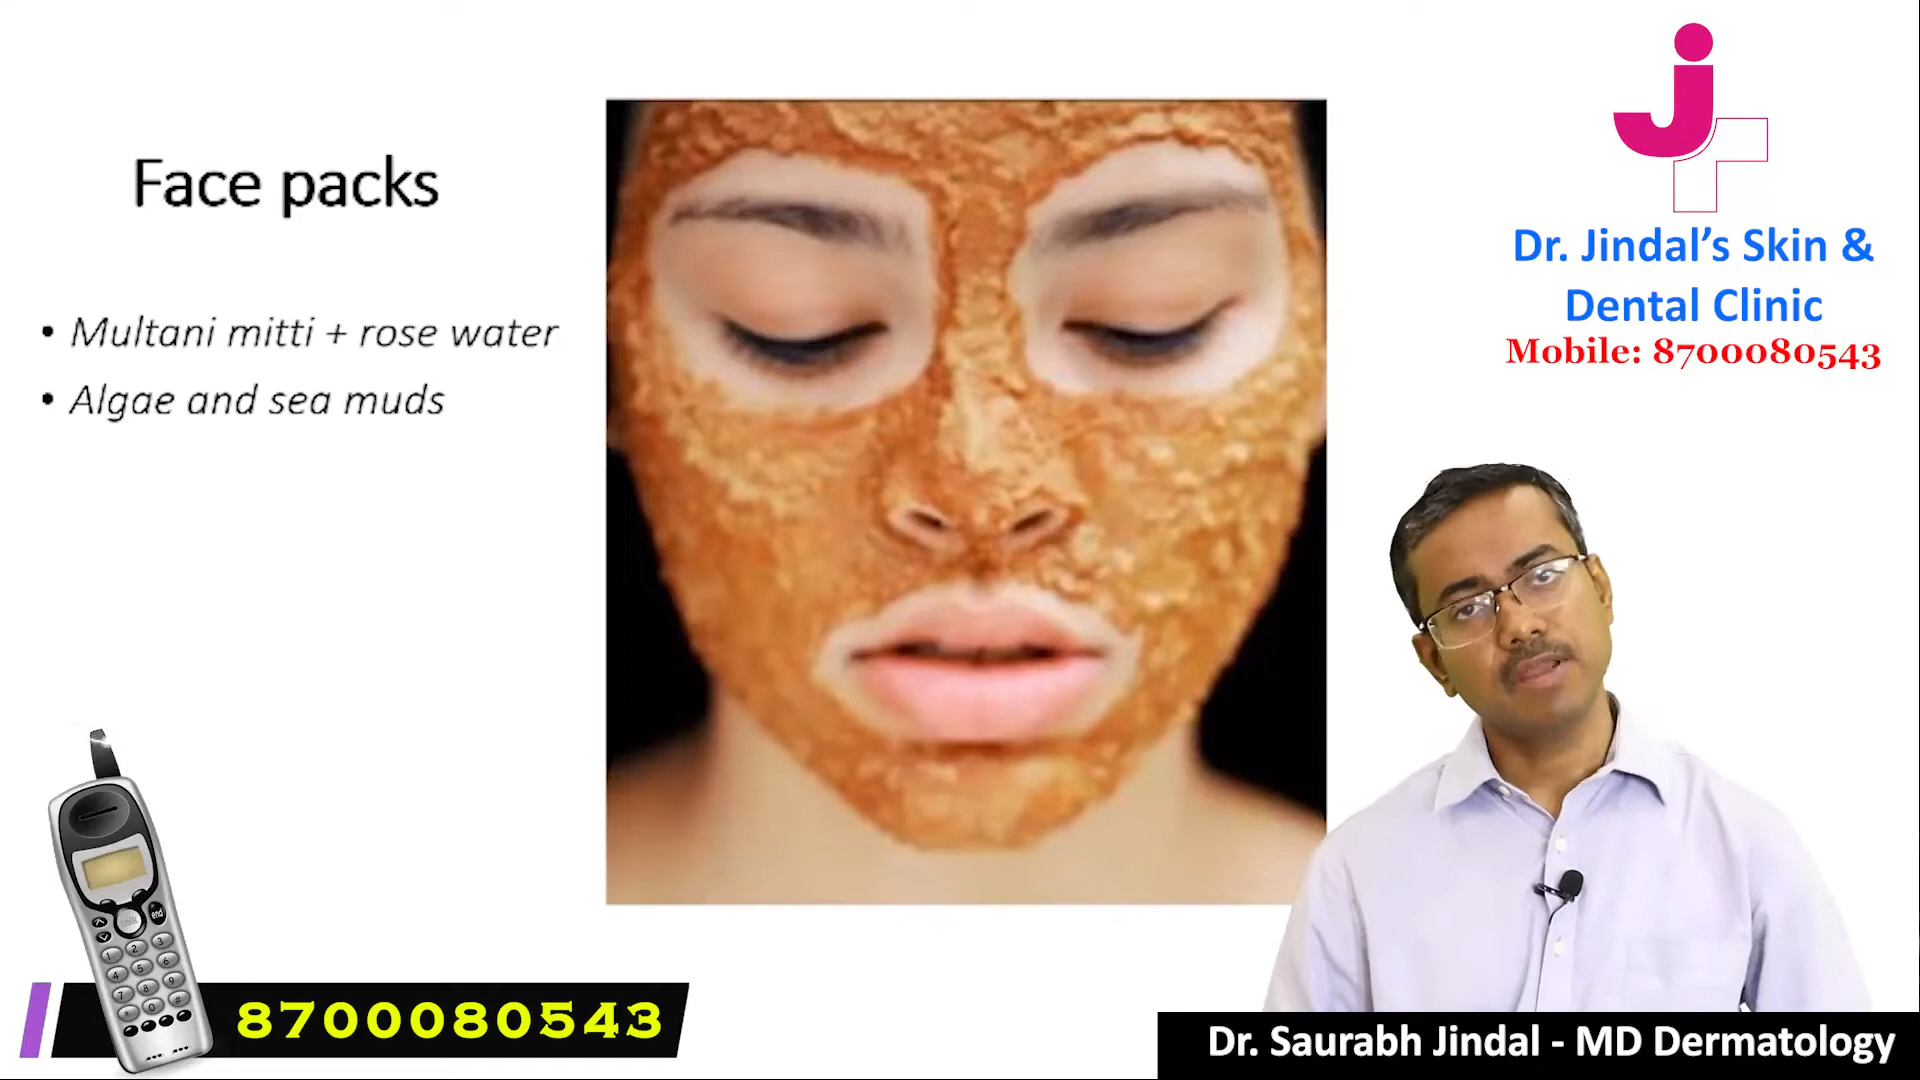 Face packs
• Multani mitti + rose water
• Algae and sea muds
Dr. Jindal’s Skin &
Dental Clinic
Mobile: 8700080543
8700080543
Dr. Saurabh Jindal - MD Dermatology